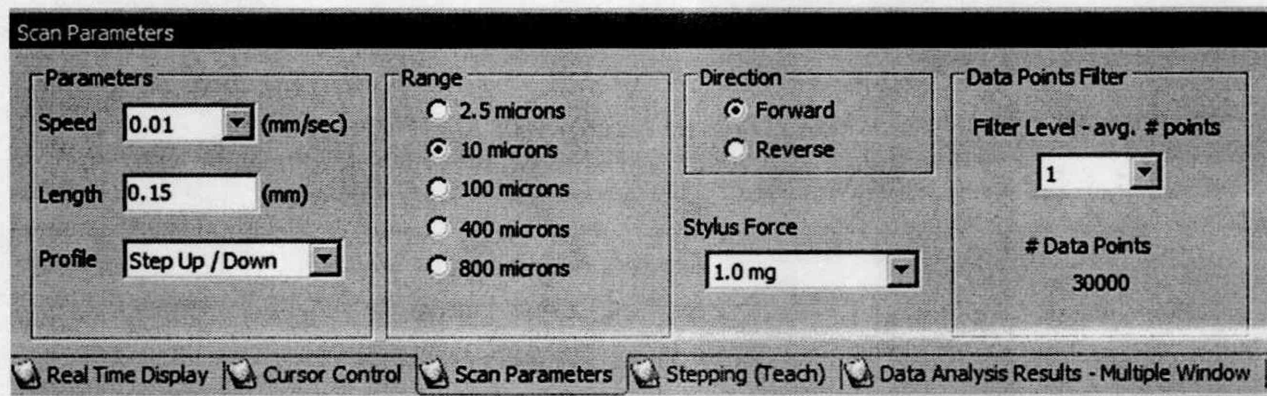 Scan Parameters
Parameters
Speed 0.01 (mm/sec)
Length 0.15 (mm)
Profile Step Up / Down
Range
2.5 microns
10 microns
100 microns
400 microns
800 microns
Direction
Forward
Reverse
Stylus Force
1.0 mg
Data Points Filter
Filter Level - avg. # points
1
# Data Points
30000
Real Time Display Cursor Control Scan Parameters Stepping (Teach) Data Analysis Results - Multiple Window